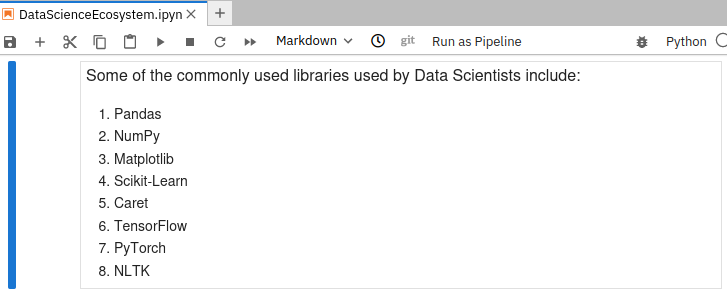 DataScienceEcosystem.ipyn
Markdown git Run as Pipeline Python
Some of the commonly used libraries used by Data Scientists include:
1. Pandas
2. NumPy
3. Matplotlib
4. Scikit-Learn
5. Caret
6. TensorFlow
7. PyTorch
8. NLTK